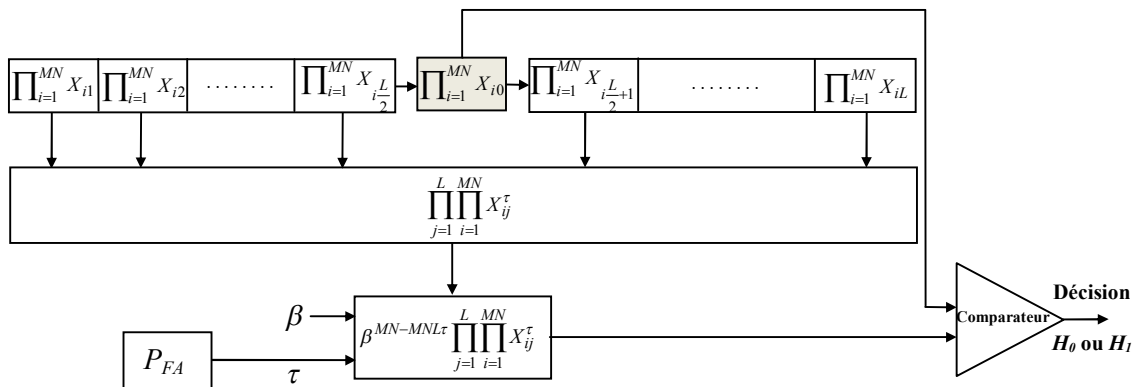 ∏_{i=1}^{MN} X_{i1} ∏_{i=1}^{MN} X_{i2} ........ ∏_{i=1}^{MN} X_{i\frac{L}{2}} ∏_{i=1}^{MN} X_{i0} ∏_{i=1}^{MN} X_{i\frac{L}{2}+1} ........ ∏_{i=1}^{MN} X_{iL}
∏_{j=1}^{L} ∏_{i=1}^{MN} X_{ij}^{τ}
Décision
β
β^{MN−MNLτ} ∏_{j=1}^{L} ∏_{i=1}^{MN} X_{ij}^{τ}
Comparateur
H_0 ou H_1
P_{FA}
τ